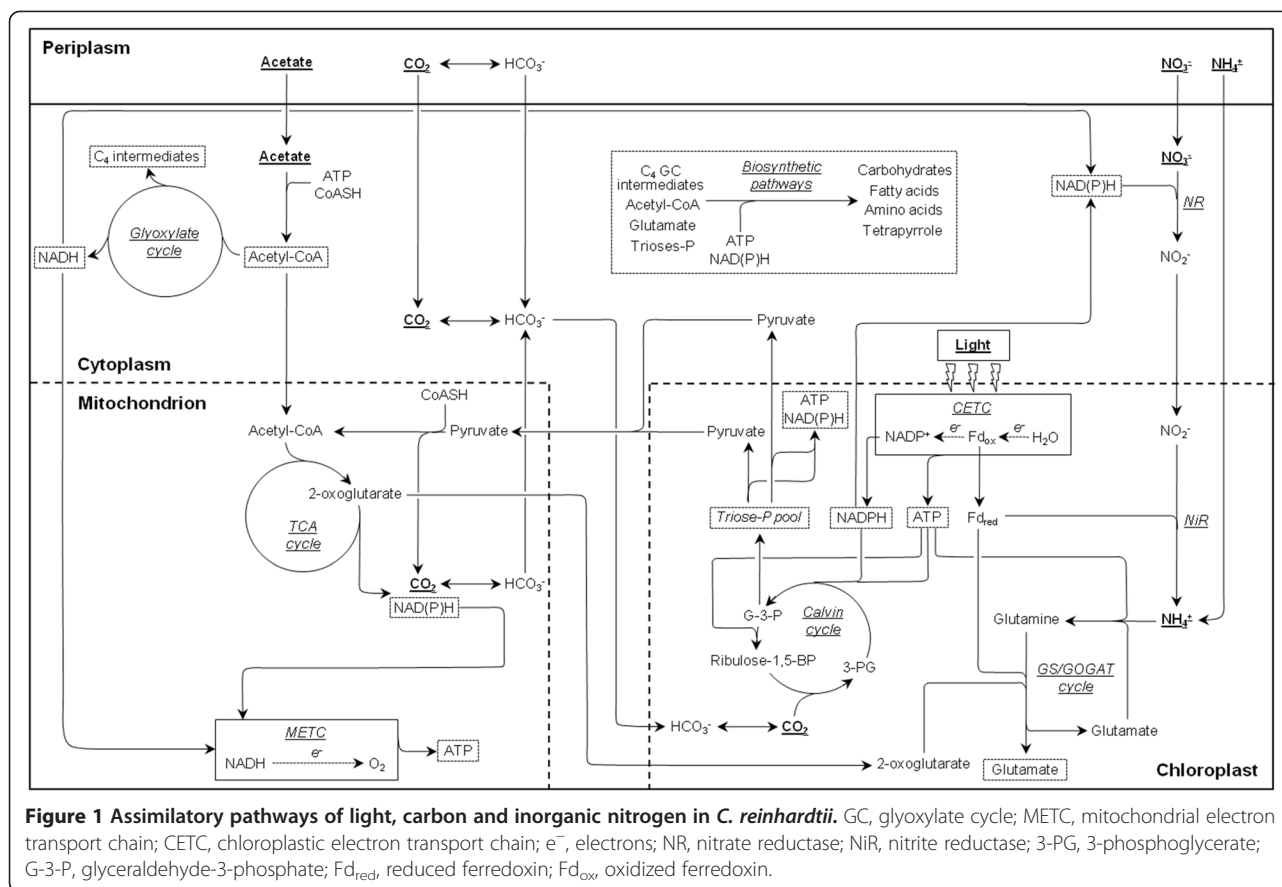 Periplasm
Acetate
CO₂
HCO₃⁻
NO₃⁻
NH₄⁺
C₄ intermediates
Acetate
ATP
CoASH
Glyoxylate
cycle
NADH
Acetyl-CoA
C₄ GC
intermediates
Acetyl-CoA
Glutamate
Trioses-P
Biosynthetic
pathways
ATP
NAD(P)H
Carbohydrates
Fatty acids
Amino acids
Tetrapyrrole
NAD(P)H
NO₃⁻
NR
NO₂⁻
CO₂
HCO₃⁻
Pyruvate
Light
Cytoplasm
Mitochondrion
CoASH
Acetyl-CoA
Pyruvate
Pyruvate
ATP
NAD(P)H
CETC
NADP⁺
e⁻
Fd_ox
e⁻
H₂O
NO₂⁻
2-oxoglutarate
TCA
cycle
CO₂
HCO₃⁻
NAD(P)H
Triose-P pool
NADPH
ATP
Fd_red
NiR
G-3-P
Calvin
cycle
Ribulose-1,5-BP
3-PG
Glutamine
NH₄⁺
GS/GOGAT
cycle
HCO₃⁻
CO₂
Glutamate
METC
NADH
e⁻
O₂
ATP
2-oxoglutarate
Glutamate
Chloroplast
Figure 1 Assimilatory pathways of light, carbon and inorganic nitrogen in C. reinhardtii. GC, glyoxylate cycle; METC, mitochondrial electron
transport chain; CETC, chloroplastic electron transport chain; e⁻, electrons; NR, nitrate reductase; NiR, nitrite reductase; 3-PG, 3-phosphoglycerate;
G-3-P, glyceraldehyde-3-phosphate; Fd_red, reduced ferredoxin; Fd_ox, oxidized ferredoxin.